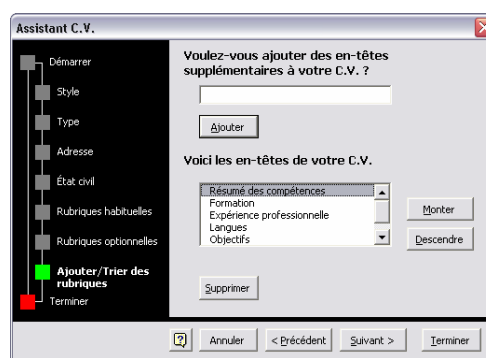 Assistant C.V.
Démarrer
Style
Type
Adresse
État civil
Rubriques habituelles
Rubriques optionnelles
Ajouter/Trier des
rubriques
Terminer
Voulez-vous ajouter des en-têtes
supplémentaires à votre C.V. ?
Ajouter
Voici les en-têtes de votre C.V.
Résumé des compétences
Formation
Expérience professionnelle
Langues
Objectifs
Monter
Descendre
Supprimer
? Annuler < Précédent Suivant > Terminer